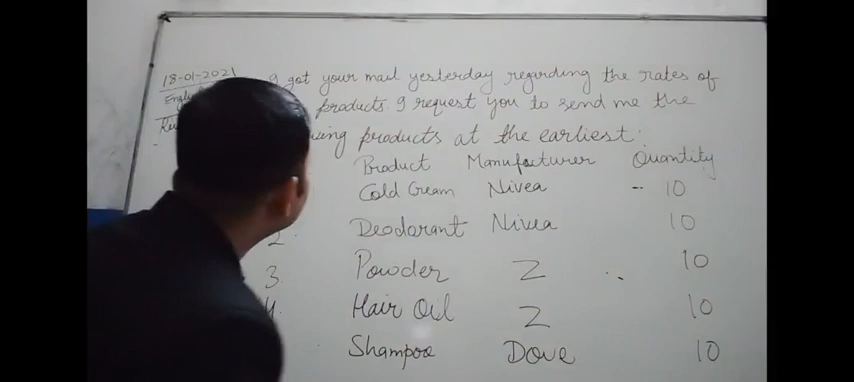 18-01-2021
I got your mail yesterday regarding the rates of
products. I request you to send me the
products at the earliest.
Product Manufacturer Quantity
Cold Cream Nivea -- 10
2. Deodorant Nivea 10
3. Powder Z 10
4. Hair Oil Z 10
Shampoo Dove 10